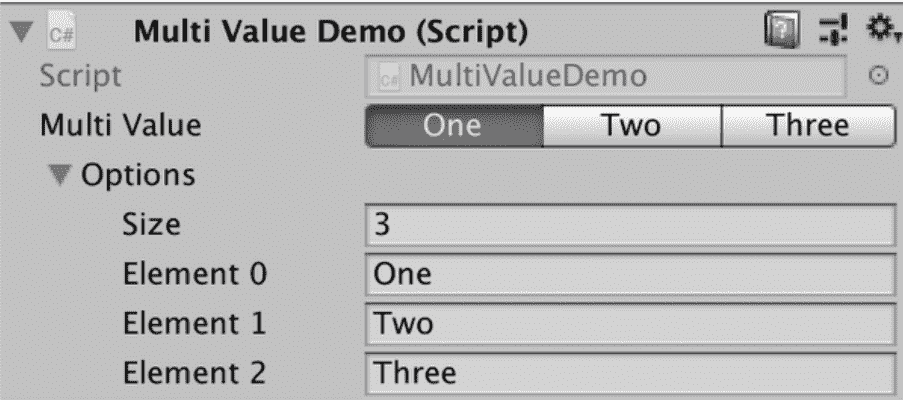 C# Multi Value Demo (Script)
Script C# MultiValueDemo
Multi Value One Two Three
Options
Size 3
Element 0 One
Element 1 Two
Element 2 Three